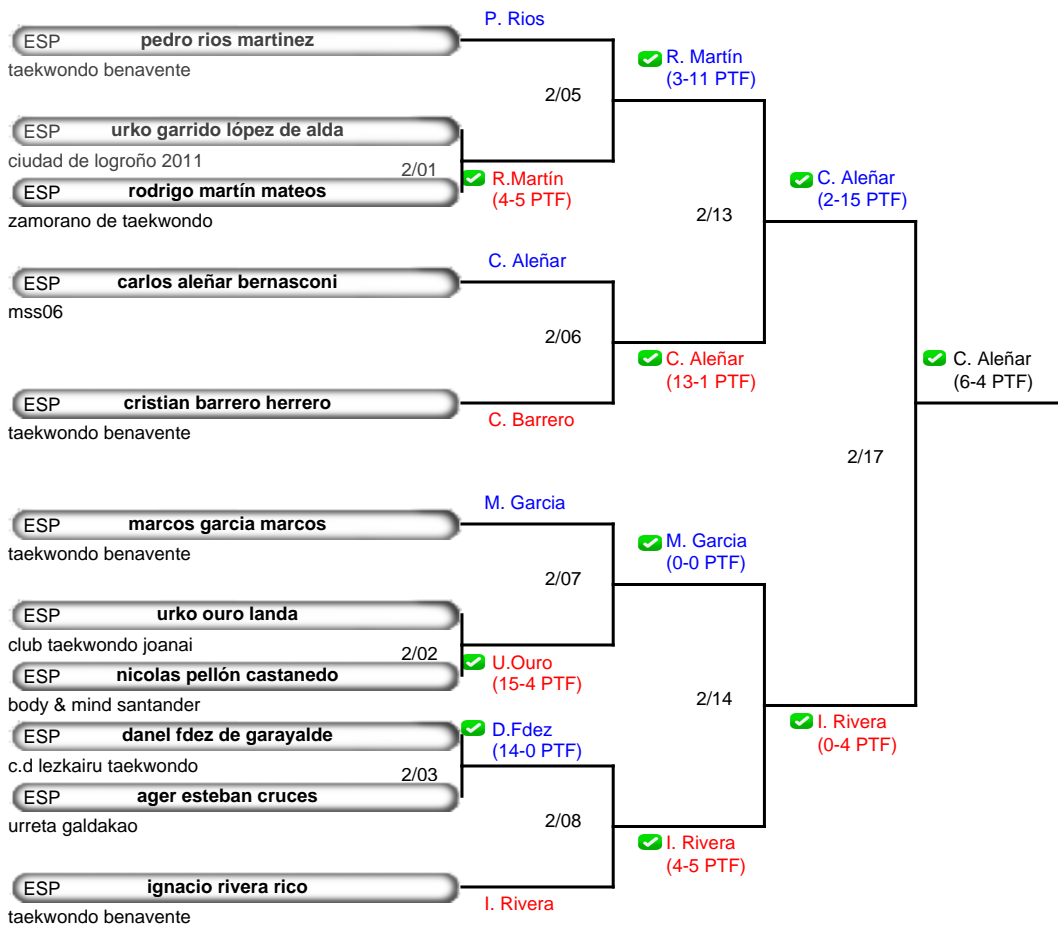 P. Rios
ESP pedro rios martinez
taekwondo benavente
R. Martín
(3-11 PTF)
2/05
ESP urko garrido lópez de alda
ciudad de logroño 2011
2/01
ESP rodrigo martín mateos
zamorano de taekwondo
R.Martín
(4-5 PTF)
C. Aleñar
(2-15 PTF)
2/13
C. Aleñar
ESP carlos aleñar bernasconi
mss06
2/06
C. Aleñar
(13-1 PTF)
C. Aleñar
(6-4 PTF)
ESP cristian barrero herrero
taekwondo benavente
C. Barrero
2/17
M. Garcia
ESP marcos garcia marcos
taekwondo benavente
M. Garcia
(0-0 PTF)
2/07
ESP urko ouro landa
club taekwondo joanai
2/02
ESP nicolas pellón castanedo
body & mind santander
U.Ouro
(15-4 PTF)
2/14
ESP danel fdez de garayalde
c.d lezkairu taekwondo
D.Fdez
(14-0 PTF)
I. Rivera
(0-4 PTF)
2/03
ESP ager esteban cruces
urreta galdakao
2/08
I. Rivera
(4-5 PTF)
ESP ignacio rivera rico
taekwondo benavente
I. Rivera